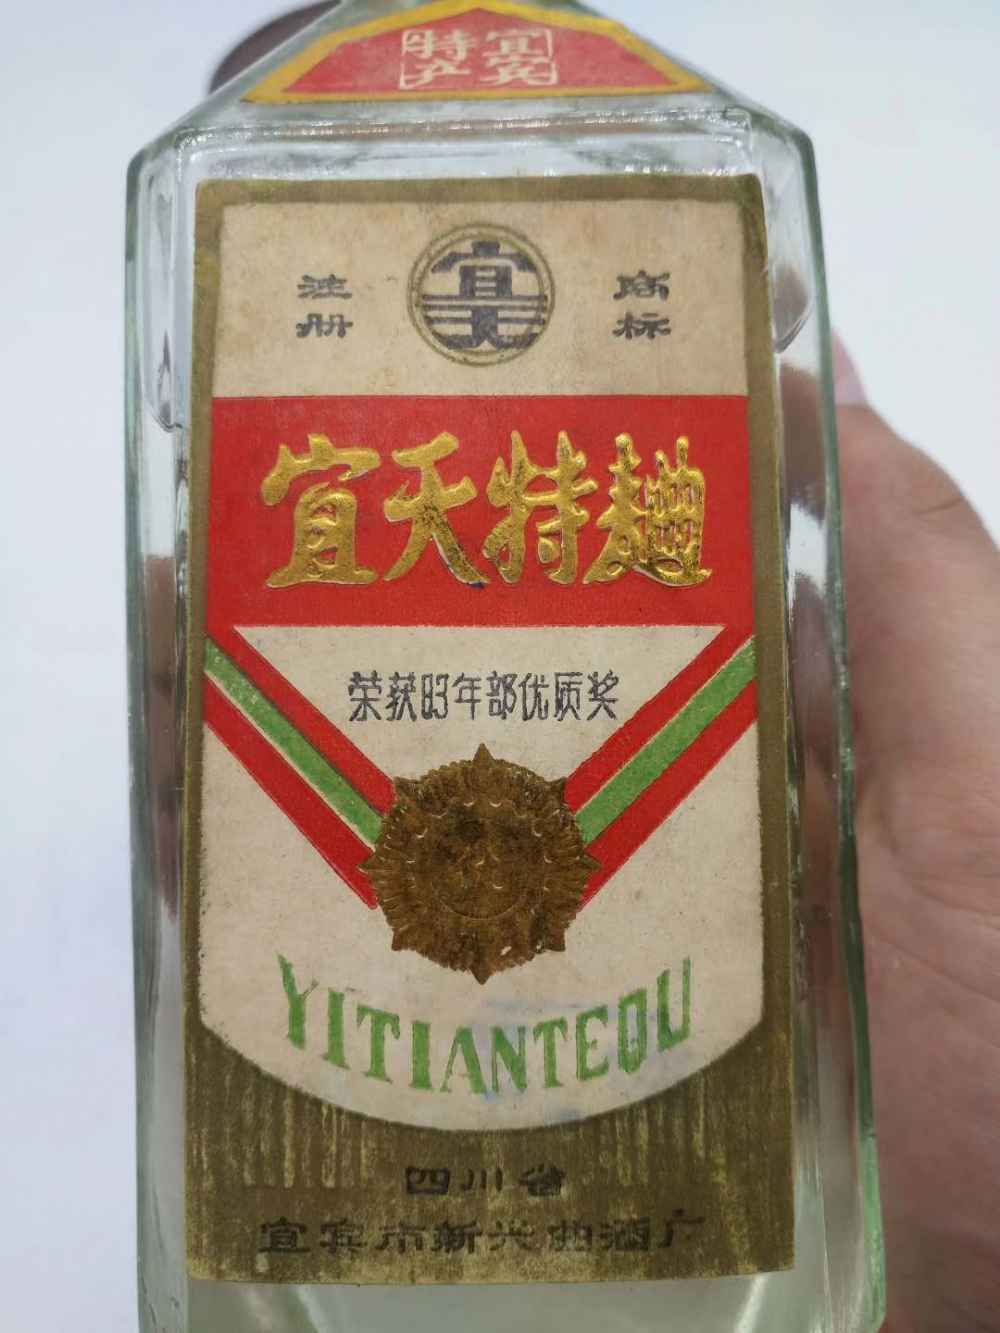 宜宾
特产
宜天
注册
商标
宜天特麯
荣获83年部优质奖
YITIANTEQU
四川省
宜宾市新兴曲酒厂